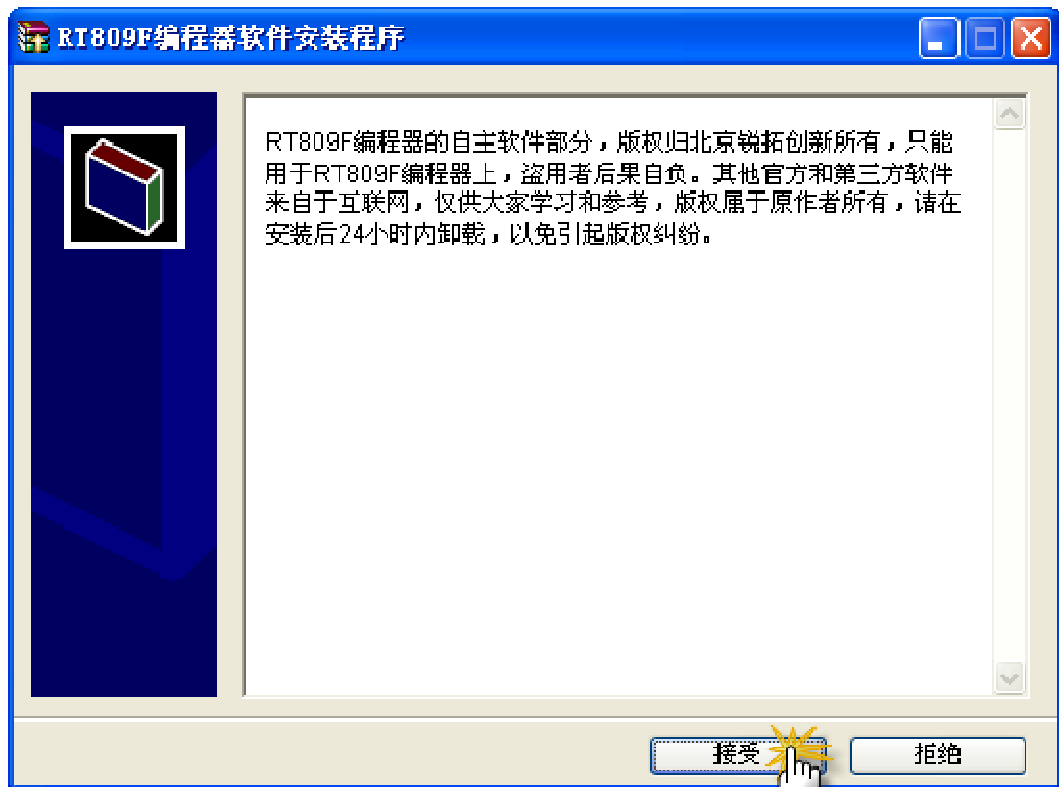 RT809F编程器软件安装程序
RT809F编程器的自主软件部分，版权归北京锐拓创新所有，只能
用于RT809F编程器上，盗用者后果自负。其他官方和第三方软件
来自于互联网，仅供大家学习和参考，版权属于原作者所有，请在
安装后24小时内卸载，以免引起版权纠纷。
接受
拒绝